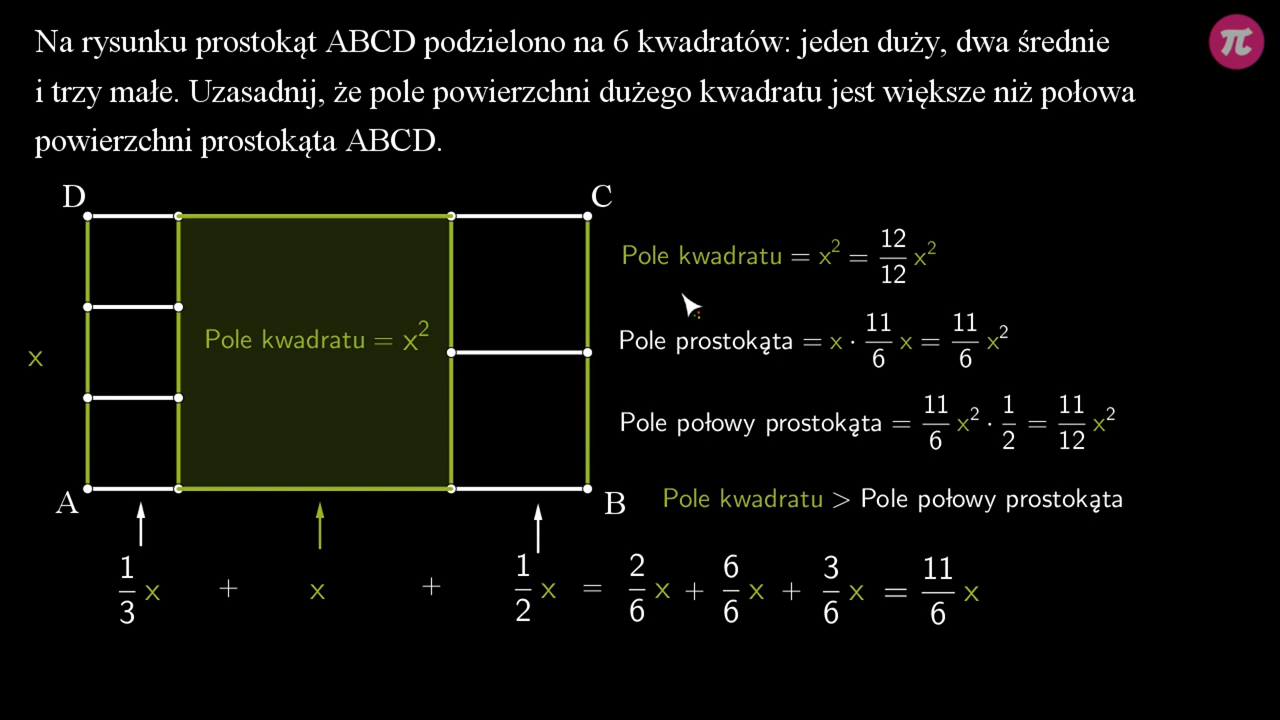 Na rysunku prostokąt ABCD podzielono na 6 kwadratów: jeden duży, dwa średnie
i trzy małe. Uzasadnij, że pole powierzchni dużego kwadratu jest większe niż połowa
powierzchni prostokąta ABCD.
π
D
C
Pole kwadratu = x² = 12/12 x²
Pole kwadratu = x²
Pole prostokąta = x · 11/6 x = 11/6 x²
x
Pole połowy prostokąta = 11/6 x² · 1/2 = 11/12 x²
A
B
Pole kwadratu > Pole połowy prostokąta
1/3 x + x + 1/2 x = 2/6 x + 6/6 x + 3/6 x = 11/6 x